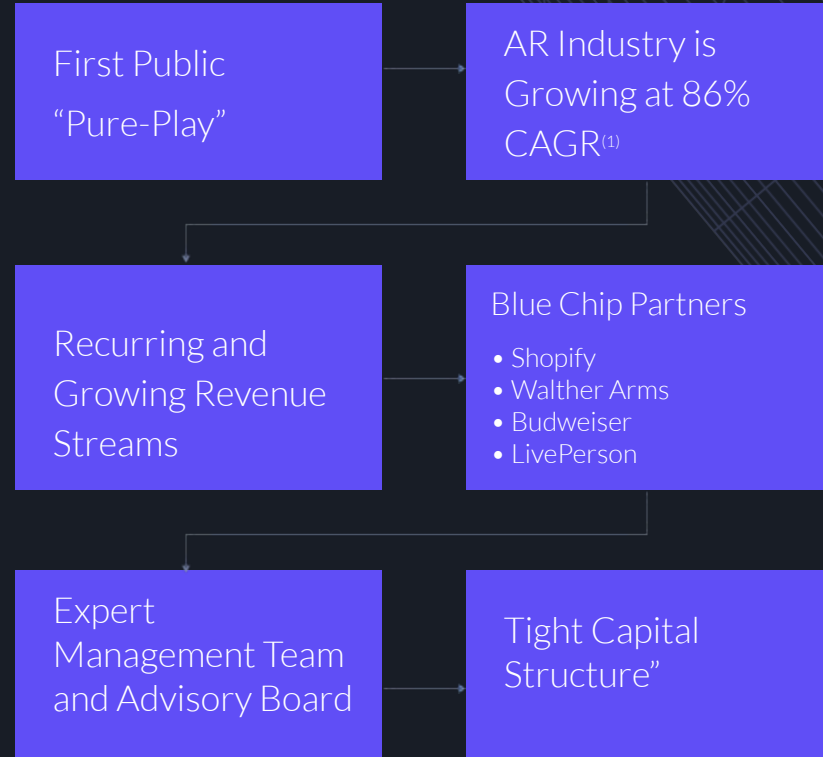 First Public
“Pure-Play”
AR Industry is
Growing at 86%
CAGR(1)
Recurring and
Growing Revenue
Streams
Blue Chip Partners
• Shopify
• Walther Arms
• Budweiser
• LivePerson
Expert
Management Team
and Advisory Board
Tight Capital
Structure”